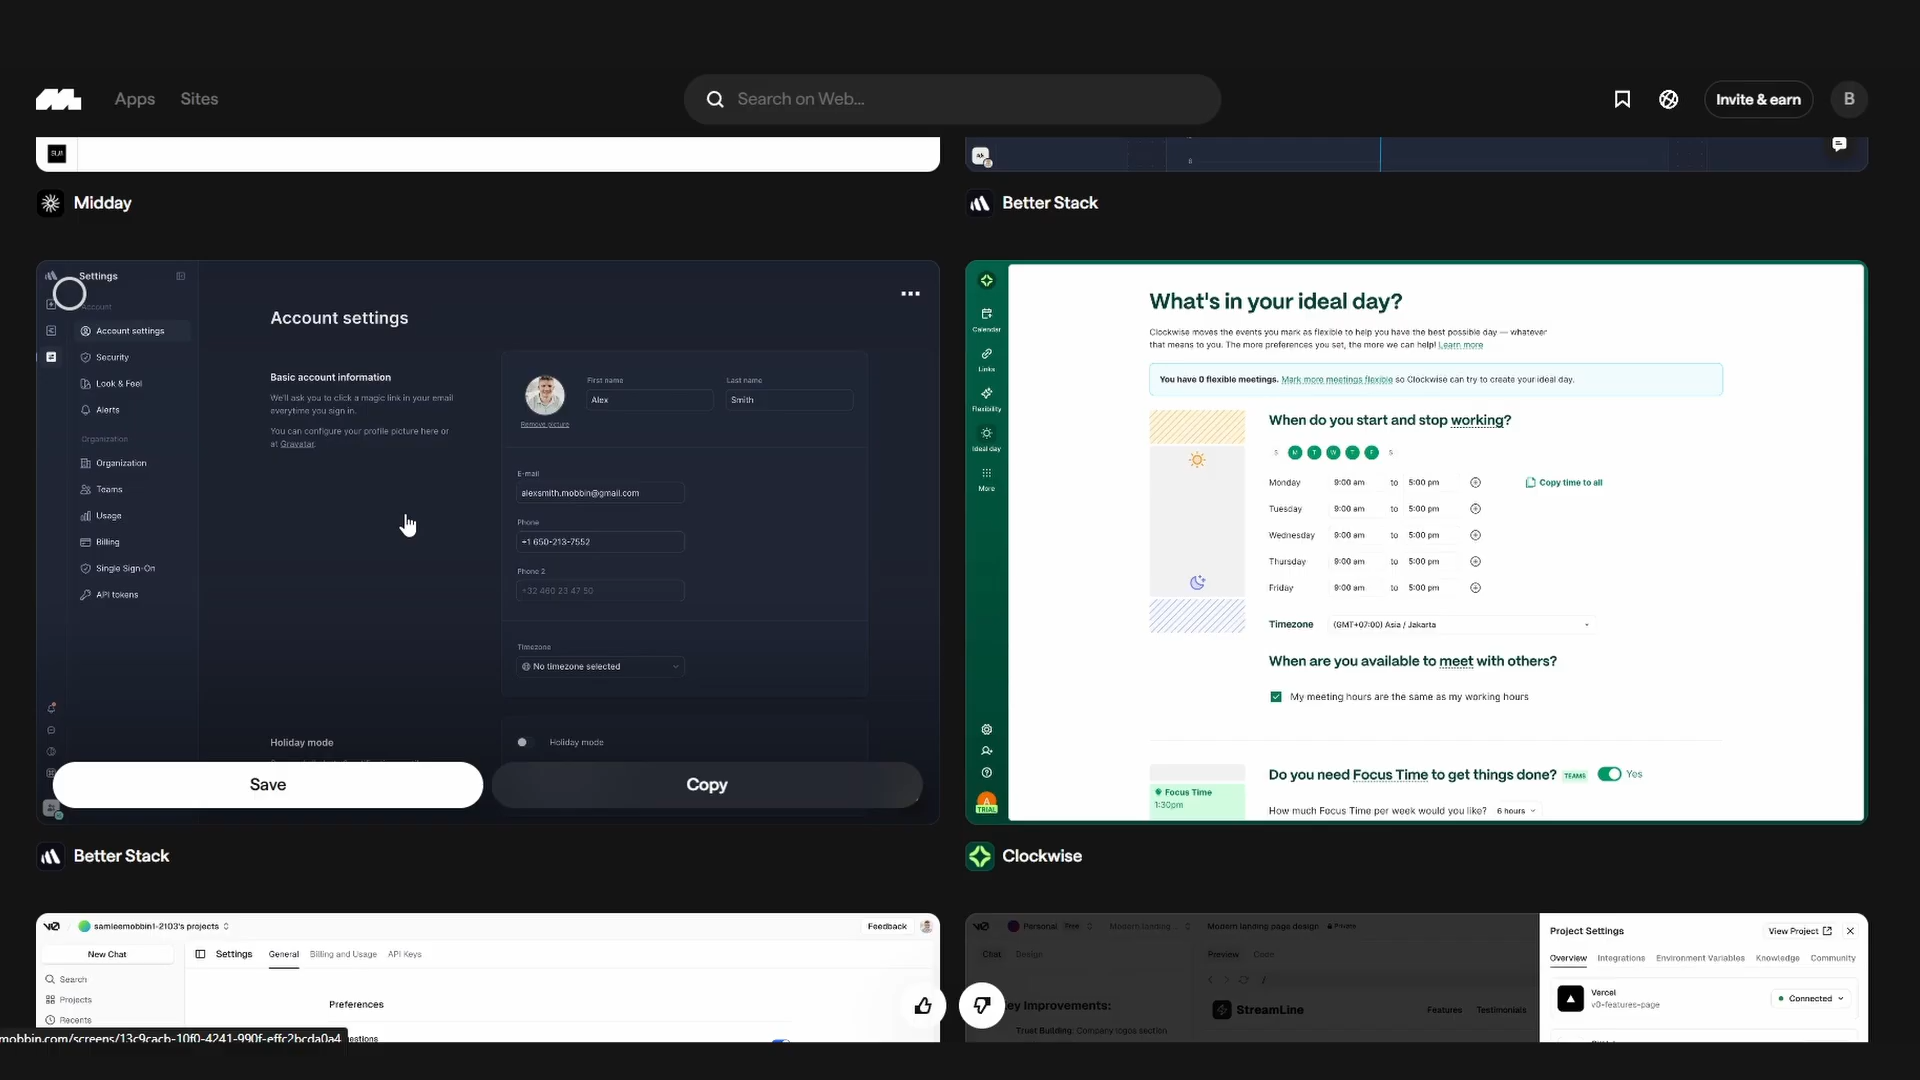 Apps
Sites
Search on Web...
Invite & earn
B
Midday
Better Stack
Settings
Account
Account settings
Security
Look & Feel
Alerts
Organization
Organization
Teams
Usage
Billing
Single Sign-On
API tokens
Account settings
Basic account information
We'll ask you to click a magic link in your email
everytime you sign in.
You can configure your profile picture here or
at Gravatar.
Remove picture
First name
Alex
Last name
Smith
E-mail
alexsmith.mobbin@gmail.com
Phone
+1 650-213-7552
Phone 2
+32 460 23 47 50
Timezone
No timezone selected
Holiday mode
Holiday mode
Save
Copy
Better Stack
Calendar
Links
Flexibility
Ideal day
More
TRIAL
What's in your ideal day?
Clockwise moves the events you mark as flexible to help you have the best possible day — whatever
that means to you. The more preferences you set, the more we can help! Learn more
You have 0 flexible meetings. Mark more meetings flexible so Clockwise can try to create your ideal day.
When do you start and stop working?
S M T W T F S
Monday 9:00 am to 5:00 pm Copy time to all
Tuesday 9:00 am to 5:00 pm
Wednesday 9:00 am to 5:00 pm
Thursday 9:00 am to 5:00 pm
Friday 9:00 am to 5:00 pm
Timezone (GMT+07:00) Asia / Jakarta
When are you available to meet with others?
My meeting hours are the same as my working hours
Do you need Focus Time to get things done? TEAMS Yes
Focus Time
1:30pm
How much Focus Time per week would you like? 6 hours
Clockwise
v0
samleemobbin1-2103's projects
Feedback
New Chat
Search
Projects
Recents
Settings
General
Billing and Usage
API Keys
Preferences
mobbin.com/screens/13c9cacb-10f0-4241-990f-effc2bcda0a4
v0
Personal Free
Modern landing ...
Modern landing page design
Private
Chat
Design
Preview
Code
ey Improvements:
Trust Building: Company logos section
StreamLine
Features
Testimonials
Project Settings
View Project
Overview
Integrations
Environment Variables
Knowledge
Community
Vercel
v0-features-page
Connected